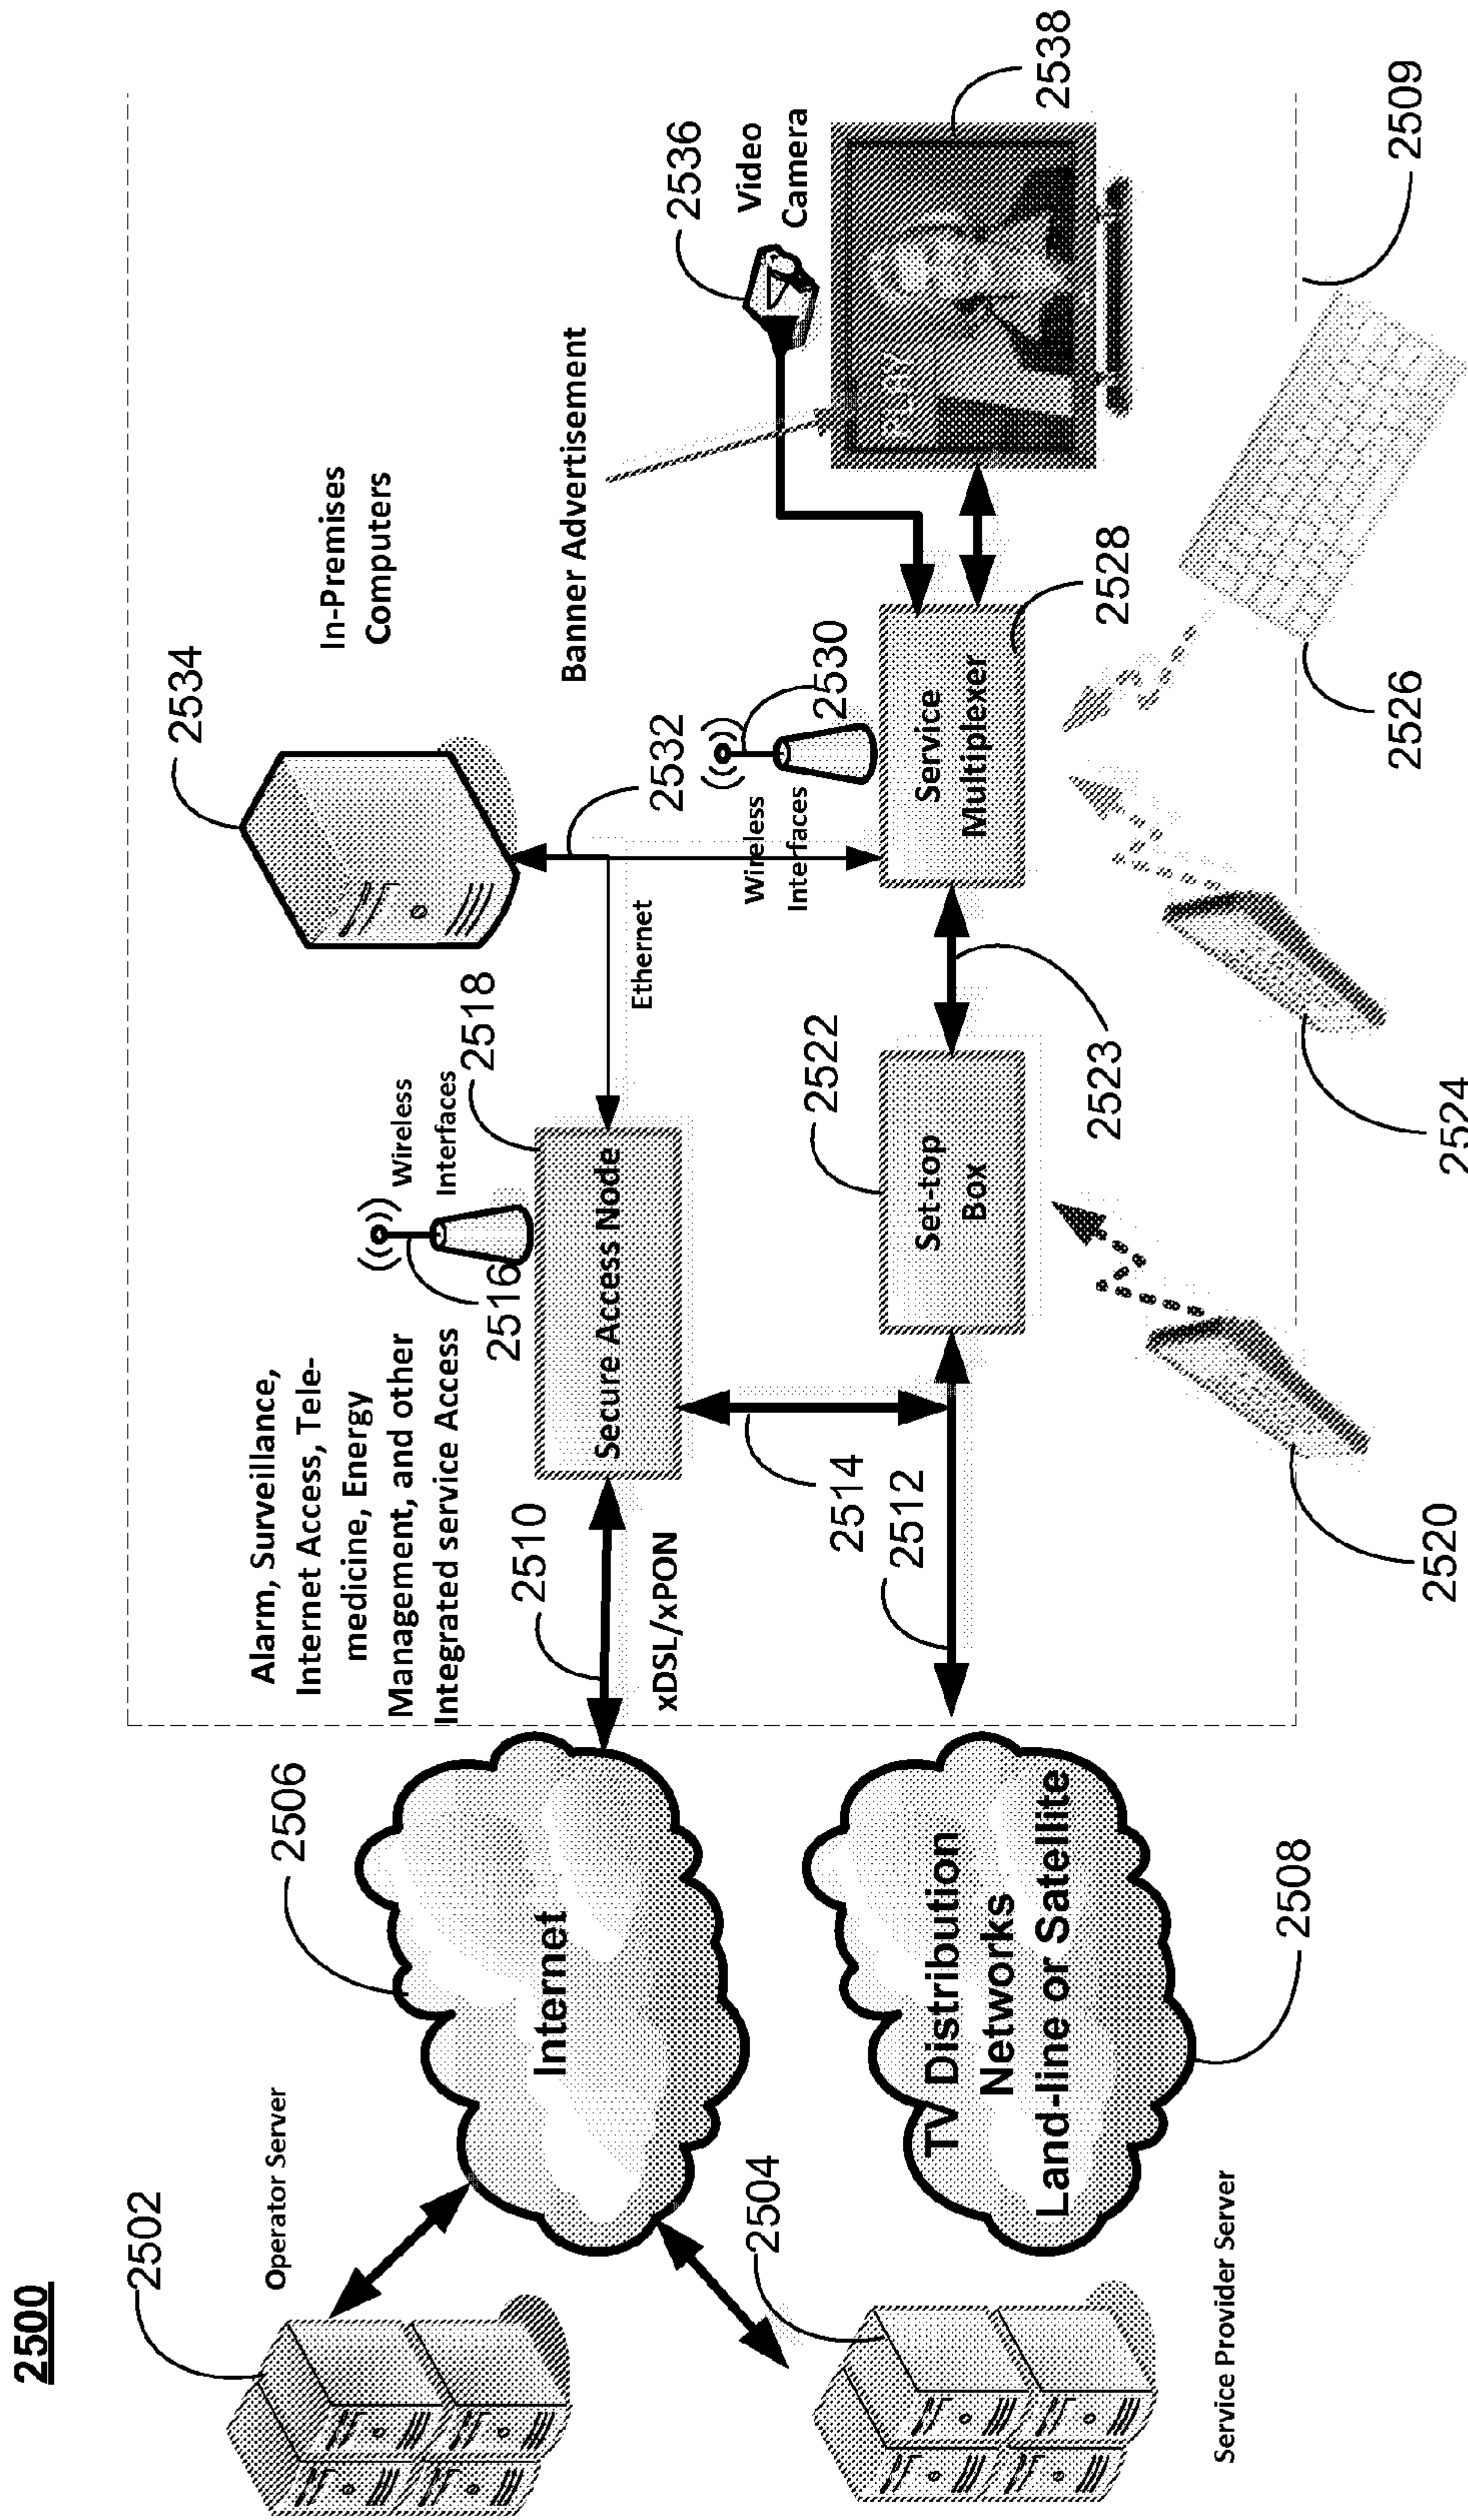 2500
2502
Operator Server
2504
Service Provider Server
2506
Internet
TV Distribution
Networks
Land-line or Satellite
2508
Alarm, Surveillance,
Internet Access, Tele-
medicine, Energy
Management, and other
Integrated service Access
2510
xDSL/xPON
2512
2514
2516
Wireless
Interfaces
2518
Secure Access Node
Ethernet
2520
2522
Set-top
Box
2523
2524
2534
In-Premises
Computers
2532
Wireless
Interfaces
2530
Service
Multiplexer
2528
2526
Banner Advertisement
2536
Video
Camera
2538
2509